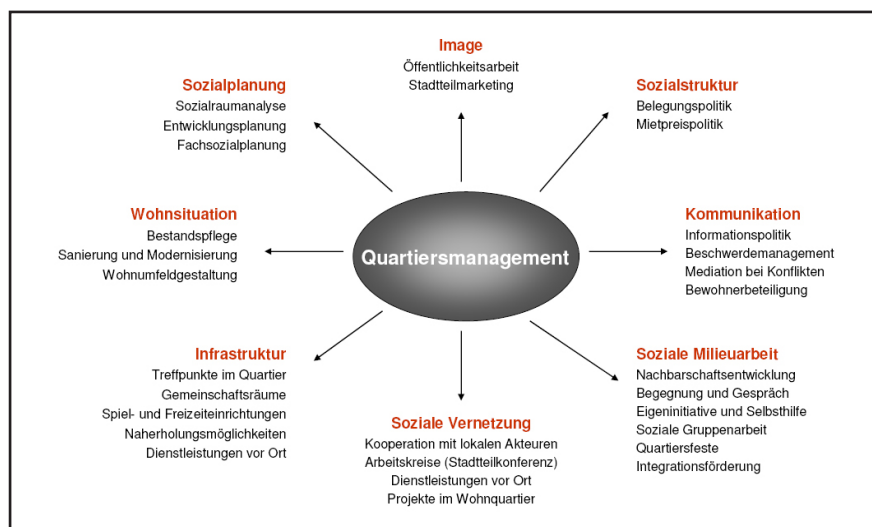 Image
Öffentlichkeitsarbeit
Stadtteilmarketing
Sozialplanung
Sozialraumanalyse
Entwicklungsplanung
Fachsozialplanung
Sozialstruktur
Belegungspolitik
Mietpreispolitik
Wohnsituation
Bestandspflege
Sanierung und Modernisierung
Wohnumfeldgestaltung
Quartiersmanagement
Kommunikation
Informationspolitik
Beschwerdemanagement
Mediation bei Konflikten
Bewohnerbeteiligung
Infrastruktur
Treffpunkte im Quartier
Gemeinschaftsräume
Spiel- und Freizeiteinrichtungen
Naherholungsmöglichkeiten
Dienstleistungen vor Ort
Soziale Vernetzung
Kooperation mit lokalen Akteuren
Arbeitskreise (Stadtteilkonferenz)
Dienstleistungen vor Ort
Projekte im Wohnquartier
Soziale Milieuarbeit
Nachbarschaftsentwicklung
Begegnung und Gespräch
Eigeninitiative und Selbsthilfe
Soziale Gruppenarbeit
Quartiersfeste
Integrationsförderung